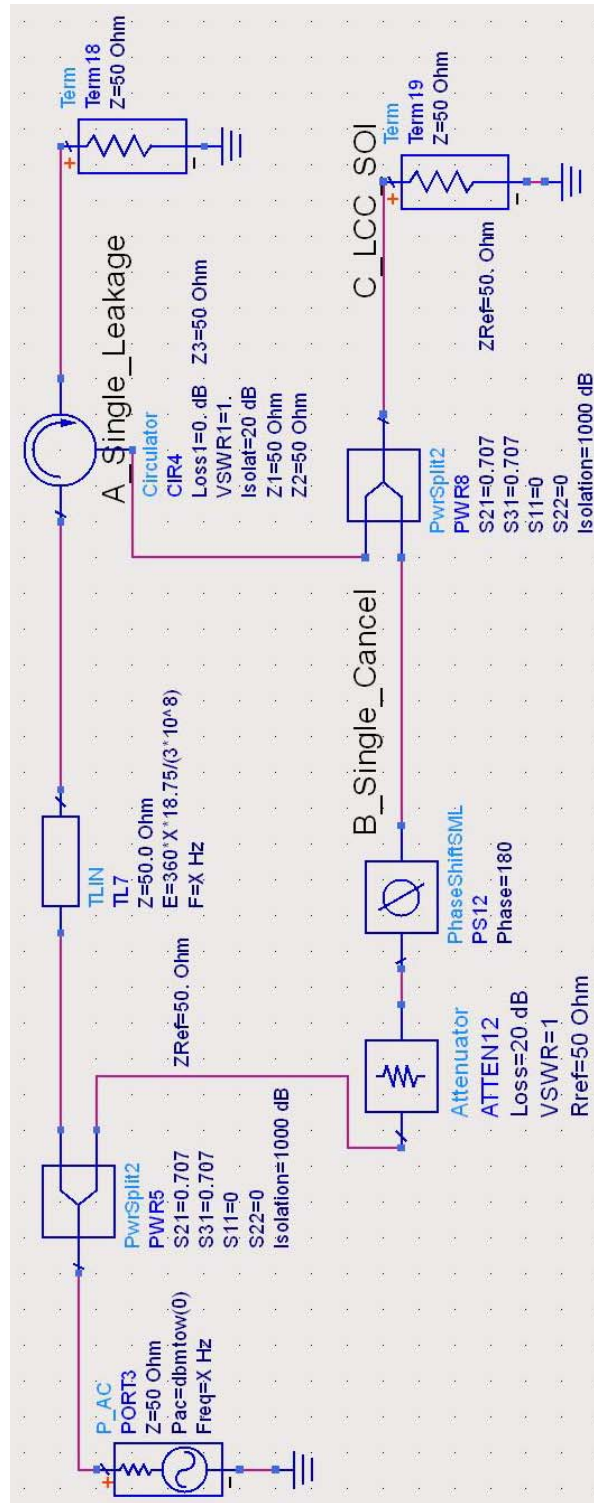 P_AC
PORT3
Z=50 Ohm
Pac=dbmtow(0)
Freq=X Hz
+
−
PwrSplit2
PWR5
S21=0.707
S31=0.707
S11=0
S22=0
Isolation=1000 dB
ZRef=50. Ohm
TLIN
TL7
Z=50.0 Ohm
E=360*X*18.75/(3*10^8)
F=X Hz
A_Single_Leakage
Circulator
CIR4
Loss1=0. dB
VSWR1=1.
Isolat=20 dB
Z1=50 Ohm
Z2=50 Ohm
Z3=50 Ohm
Term
Term18
Z=50 Ohm
+
−
Attenuator
ATTEN12
Loss=20 dB
VSWR=1
Rref=50 Ohm
PhaseShiftSML
PS12
Phase=180
B_Single_Cancel
PwrSplit2
PWR8
S21=0.707
S31=0.707
S11=0
S22=0
Isolation=1000 dB
ZRef=50. Ohm
C_LCC_SOI
Term
Term19
Z=50 Ohm
+
−